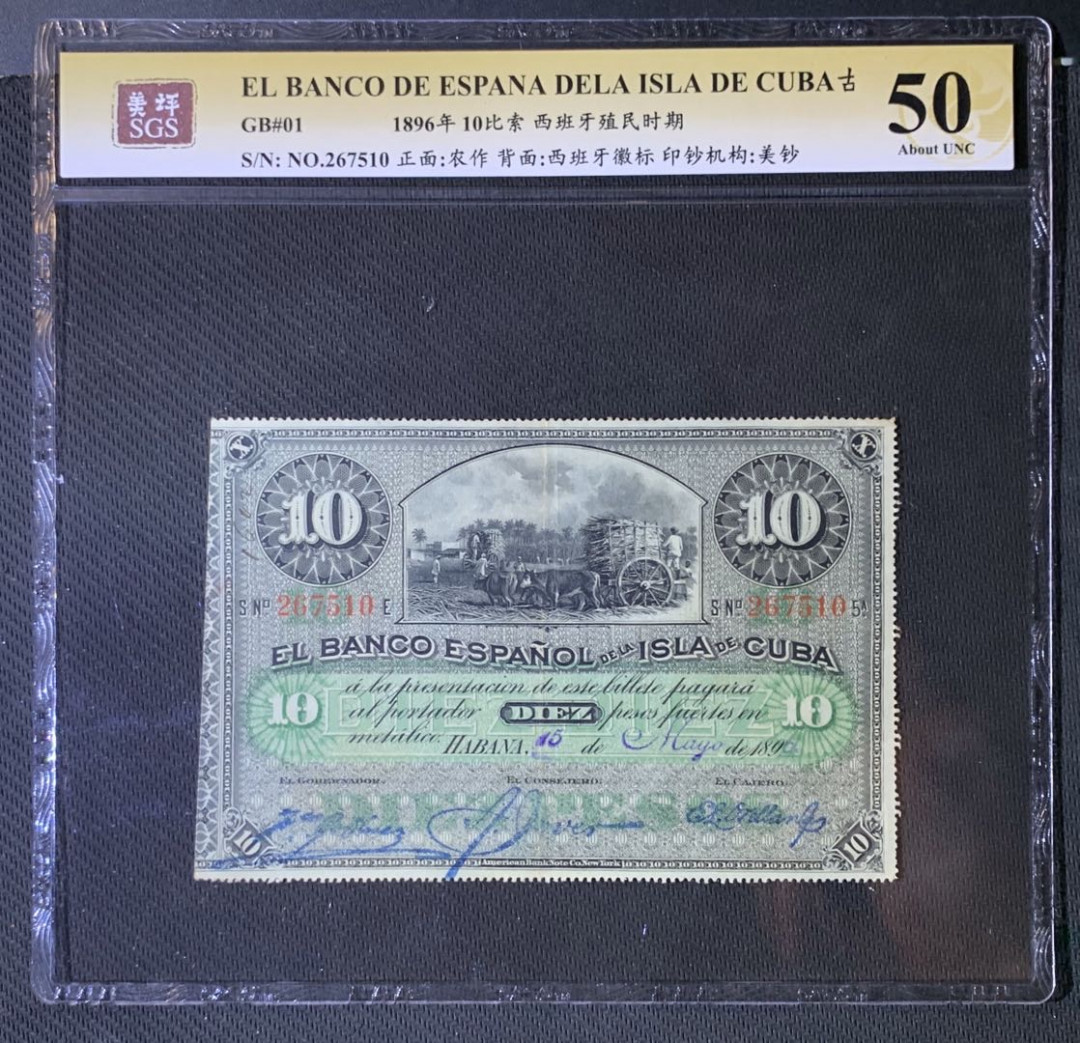 美坪
SGS
EL BANCO DE ESPANA DELA ISLA DE CUBA古
GB#01 1896年 10比索 西班牙殖民时期
S/N: NO.267510 正面:农作 背面:西班牙徽标 印钞机构:美钞
50
About UNC
X X
10 10
S Nº 267510 E S Nº 267510 5A
EL BANCO ESPAÑOL DE LA ISLA DE CUBA
á la presentacion de este billete pagará
10 al portador DIEZ pesos fuertes en 10
metálico. HABANA, 15 de Mayo de 1896
EL GOBERNADOR. EL CONSEJERO. EL CAJERO.
10 10
American Bank Note Co. New York